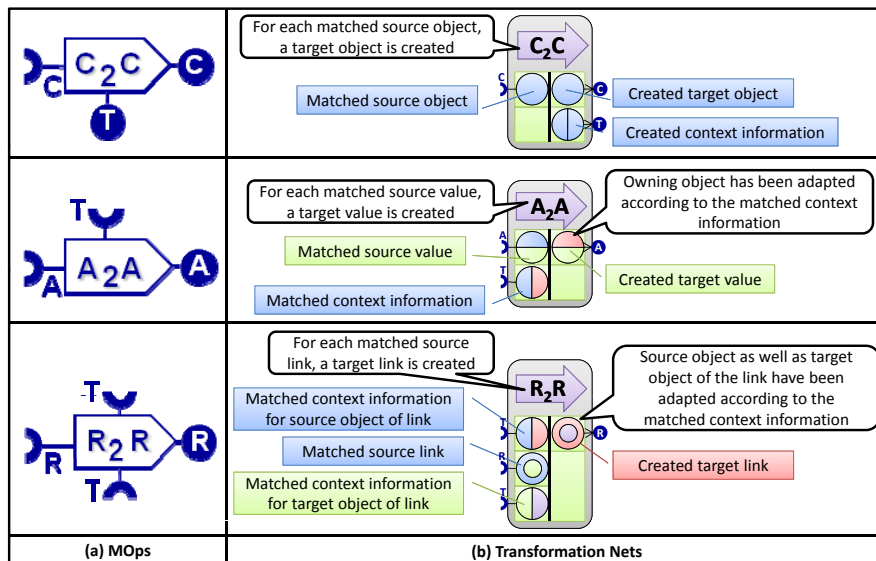 C2C
C
C
T
For each matched source object,
a target object is created
C2C
C
C
T
Matched source object
Created target object
Created context information
T
A2A
A
A
For each matched source value,
a target value is created
A2A
Owning object has been adapted
according to the matched context
information
A
A
T
Matched source value
Matched context information
Created target value
T
R2R
R
R
T
For each matched source
link, a target link is created
R2R
Source object as well as target
object of the link have been
adapted according to the
matched context information
Matched context information
for source object of link
T
R
R
T
Matched source link
Created target link
Matched context information
for target object of link
(a) MOps
(b) Transformation Nets